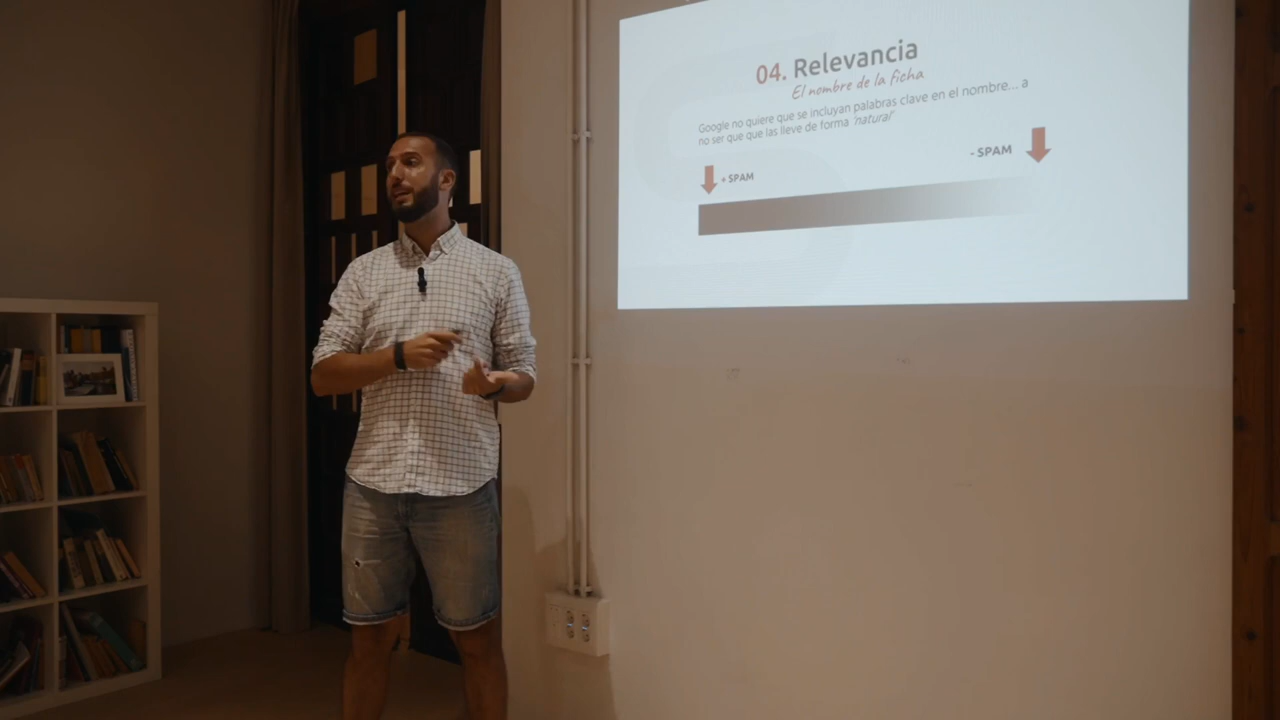 04. Relevancia
El nombre de la ficha
Google no quiere que se incluyan palabras clave en el nombre... a
no ser que que las lleve de forma 'natural'
- SPAM
+ SPAM